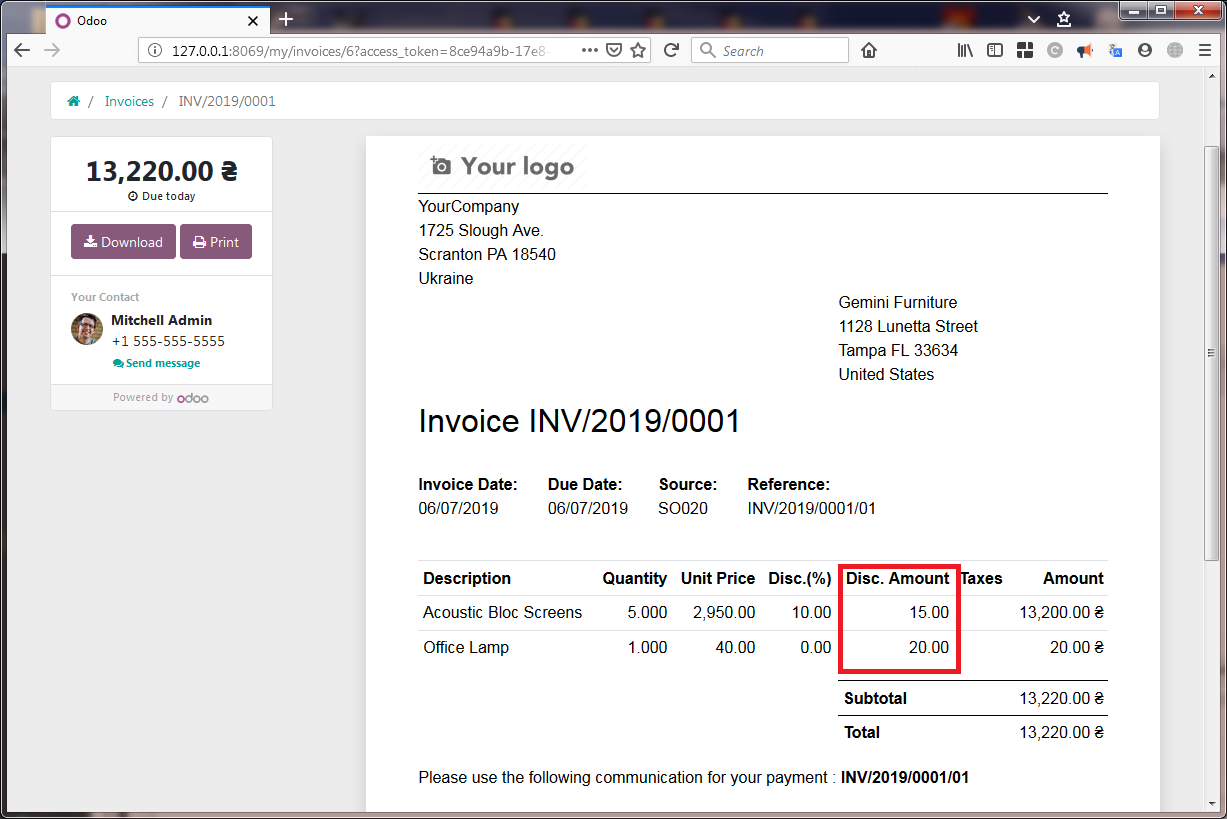 Odoo
127.0.0.1:8069/my/invoices/6?access_token=8ce94a9b-17e8-
Search
/ Invoices / INV/2019/0001
13,220.00 ₴
Due today
Download Print
Your Contact
Mitchell Admin
+1 555-555-5555
Send message
Powered by odoo
Your logo
YourCompany
1725 Slough Ave.
Scranton PA 18540
Ukraine
Gemini Furniture
1128 Lunetta Street
Tampa FL 33634
United States
Invoice INV/2019/0001
Invoice Date: Due Date: Source: Reference:
06/07/2019 06/07/2019 SO020 INV/2019/0001/01
Description Quantity Unit Price Disc.(%) Disc. Amount Taxes Amount
Acoustic Bloc Screens 5.000 2,950.00 10.00 15.00 13,200.00 ₴
Office Lamp 1.000 40.00 0.00 20.00 20.00 ₴
Subtotal 13,220.00 ₴
Total 13,220.00 ₴
Please use the following communication for your payment : INV/2019/0001/01